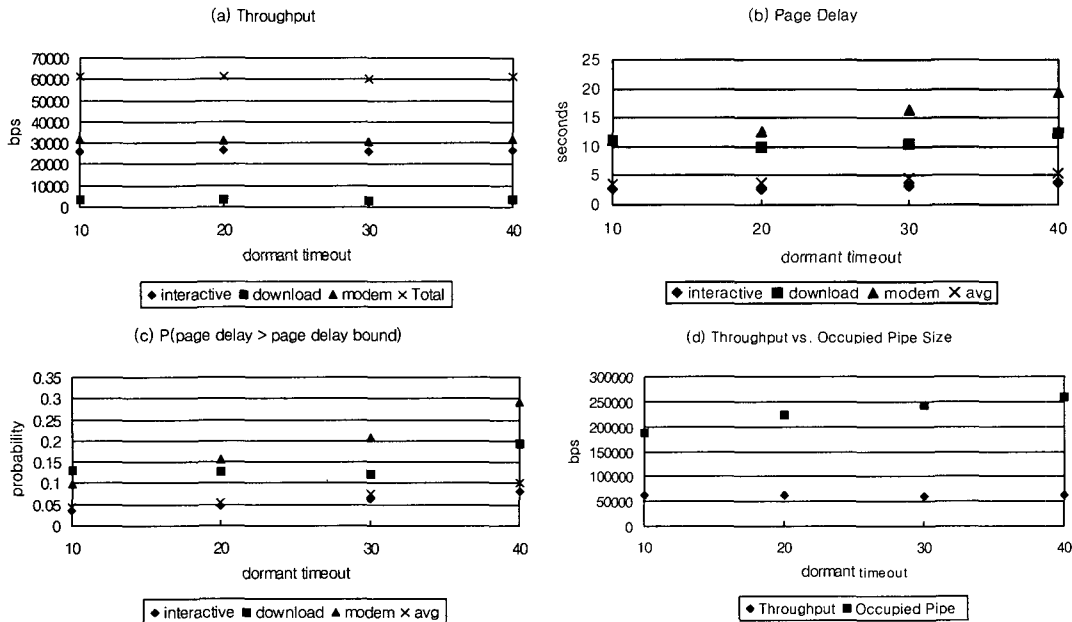 (a) Throughput
70000
60000
50000
40000
30000
20000
10000
0
bps
10 20 30 40
dormant timeout
interactive download modem Total
(b) Page Delay
25
20
15
10
5
0
seconds
10 20 30 40
dormant timeout
interactive download modem avg
(c) P(page delay > page delay bound)
0.35
0.3
0.25
0.2
0.15
0.1
0.05
0
probability
10 20 30 40
dormant timeout
interactive download modem avg
(d) Throughput vs. Occupied Pipe Size
300000
250000
200000
150000
100000
50000
0
bps
10 20 30 40
dormant timeout
Throughput Occupied Pipe